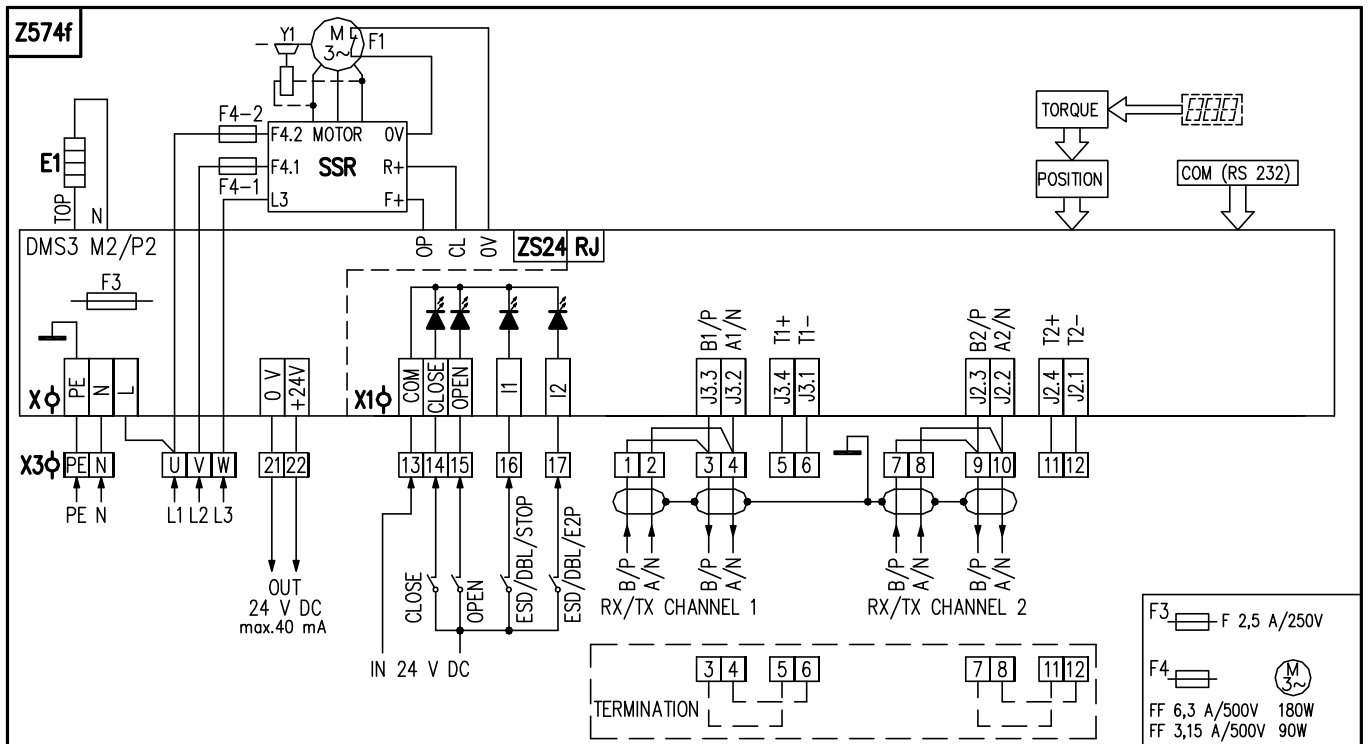 Z574f
Y1
M
3~
F1
F4-2
F4.2 MOTOR 0V
F4.1 SSR R+
F4-1
L3 F+
E1
TOP
N
TORQUE
POSITION
COM (RS 232)
DMS3 M2/P2
OP
CL
0V
ZS24 RJ
F3
X
PE
N
L
0 V
+24V
X1
COM
CLOSE
OPEN
I1
I2
B1/P
A1/N
T1+
T1-
B2/P
A2/N
T2+
T2-
J3.3
J3.2
J3.4
J3.1
J2.3
J2.2
J2.4
J2.1
X3
PE N U V W 21 22 13 14 15 16 17 1 2 3 4 5 6 7 8 9 10 11 12
PE N
L1 L2 L3
OUT
24 V DC
max.40 mA
CLOSE
OPEN
ESD/DBL/STOP
ESD/DBL/E2P
IN 24 V DC
B/P
A/N
B/P
A/N
RX/TX CHANNEL 1
B/P
A/N
B/P
A/N
RX/TX CHANNEL 2
TERMINATION
3 4 5 6 7 8 11 12
F3 F 2,5 A/250V
F4 M
3~
FF 6,3 A/500V 180W
FF 3,15 A/500V 90W